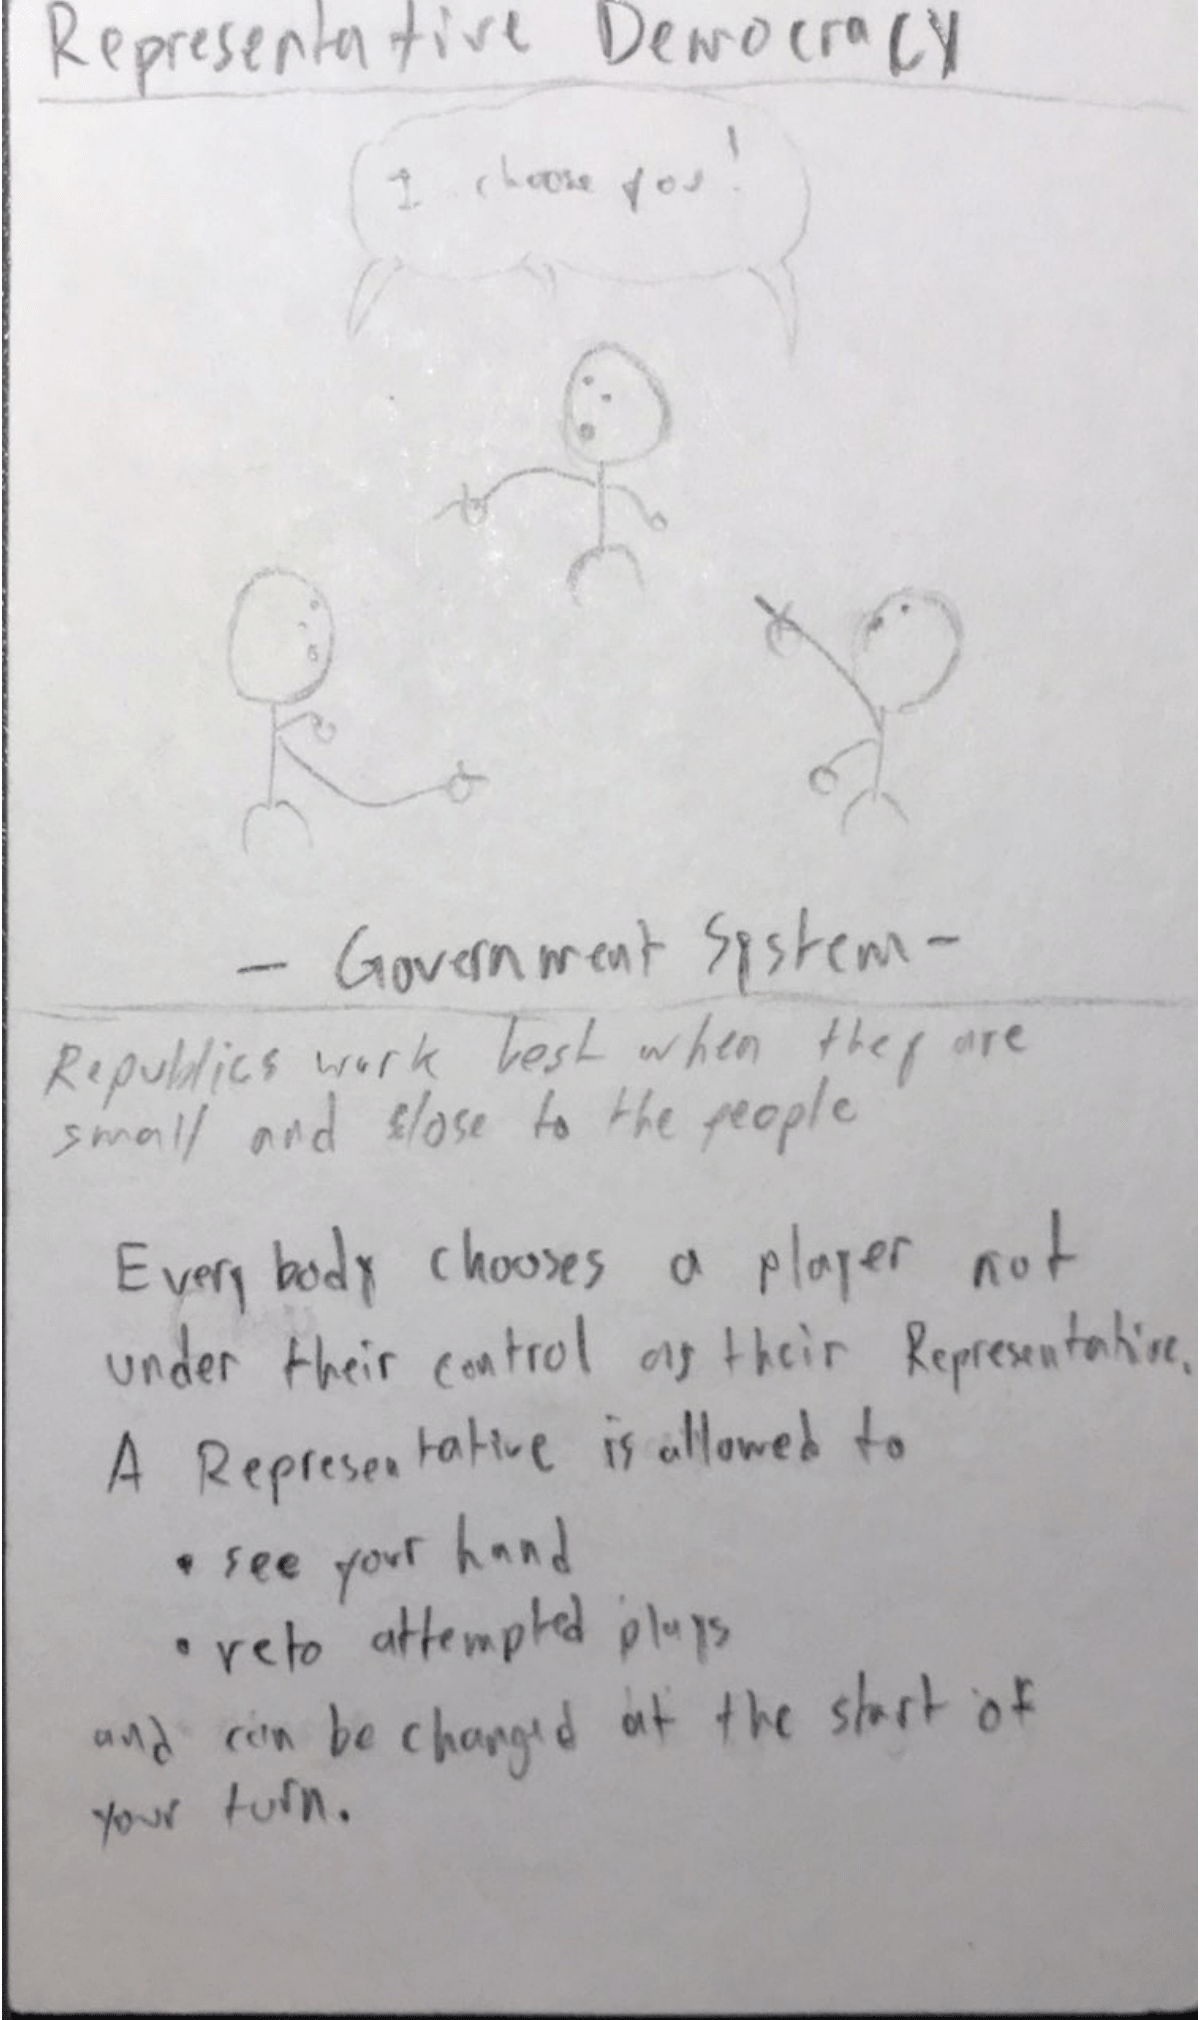 Representative Democracy
I choose you!
- Government System -
Republics work best when they are
small and close to the people
Everybody chooses a player not
under their control as their Representative.
A Representative is allowed to
• see your hand
• veto attempted plays
and can be changed at the start of
your turn.